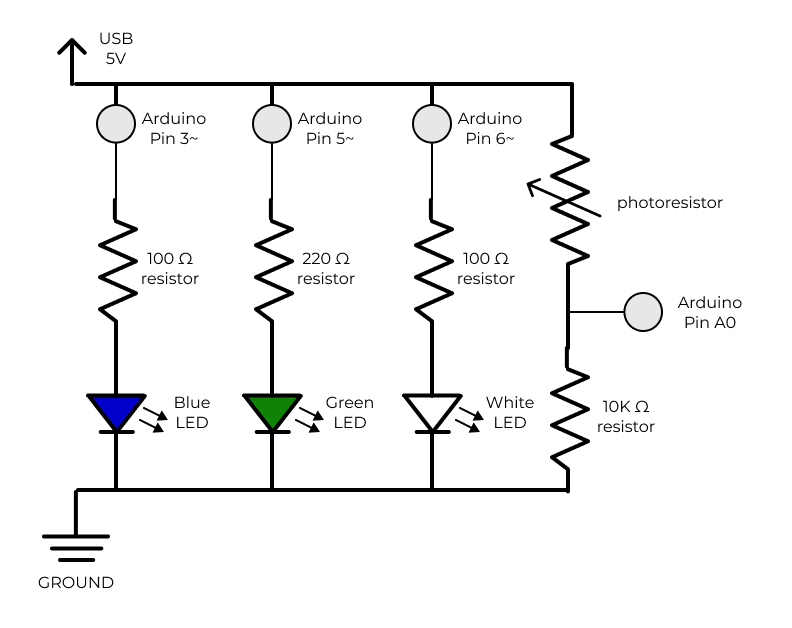 USB
5V
Arduino
Pin 3~
Arduino
Pin 5~
Arduino
Pin 6~
photoresistor
100 Ω
resistor
220 Ω
resistor
100 Ω
resistor
Arduino
Pin A0
Blue
LED
Green
LED
White
LED
10K Ω
resistor
GROUND